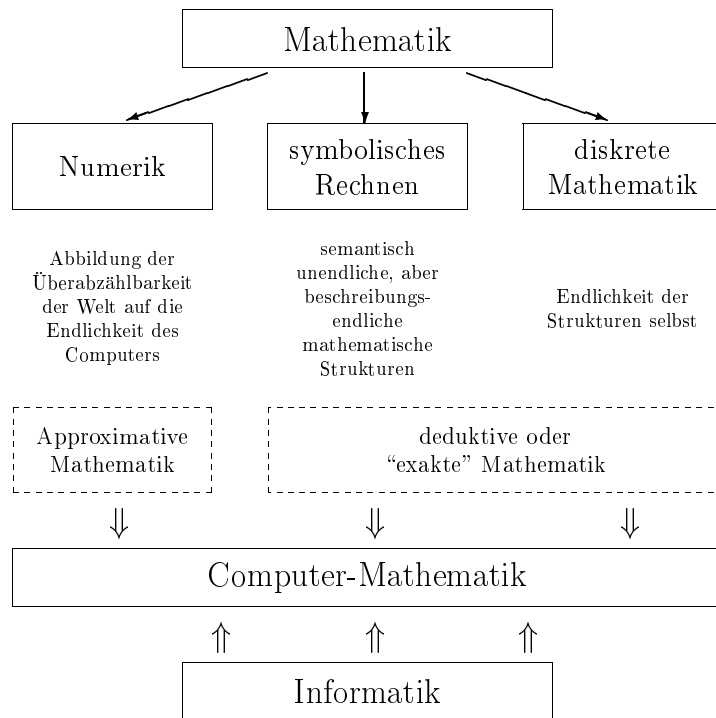 Mathematik
Numerik
symbolisches
Rechnen
diskrete
Mathematik
Abbildung der
Überabzählbarkeit
der Welt auf die
Endlichkeit des
Computers
semantisch
unendliche, aber
beschreibungs-
endliche
mathematische
Strukturen
Endlichkeit der
Strukturen selbst
Approximative
Mathematik
deduktive oder
“exakte” Mathematik
Computer-Mathematik
Informatik